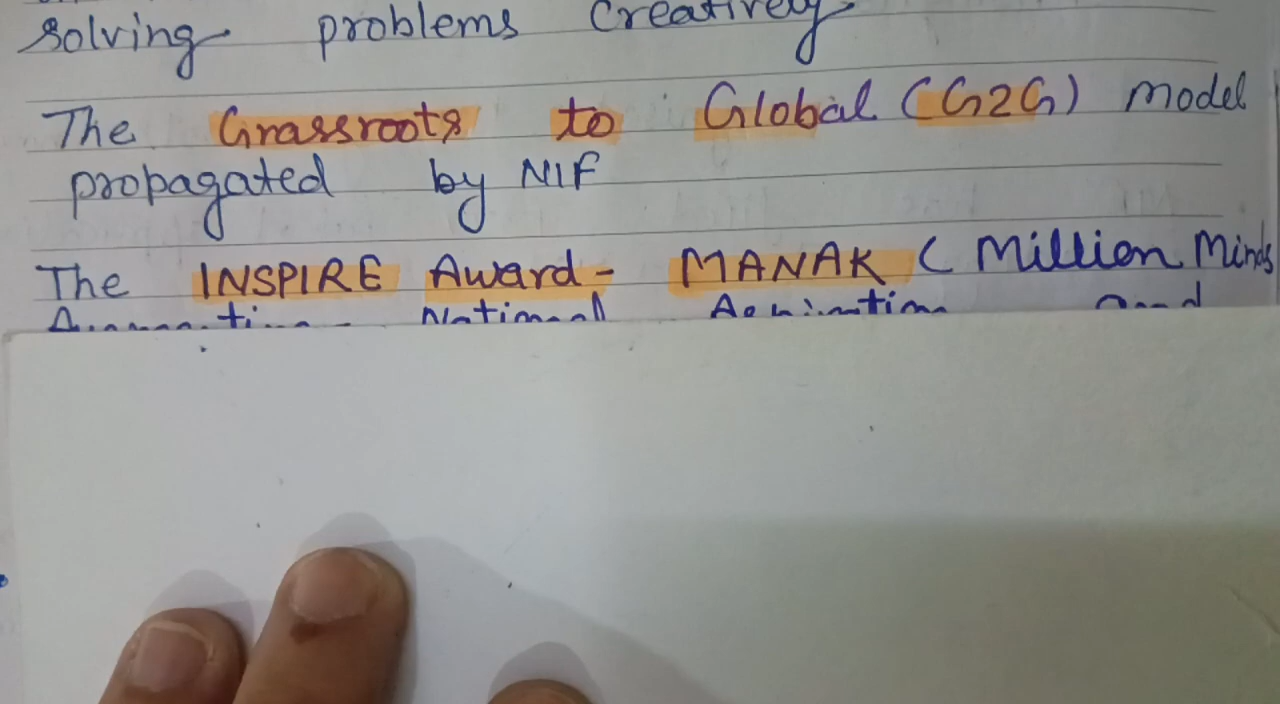 solving problems creatively
The Grassroots to Global (G2G) model
propagated by NIF
The INSPIRE Award- MANAK ( Million Minds